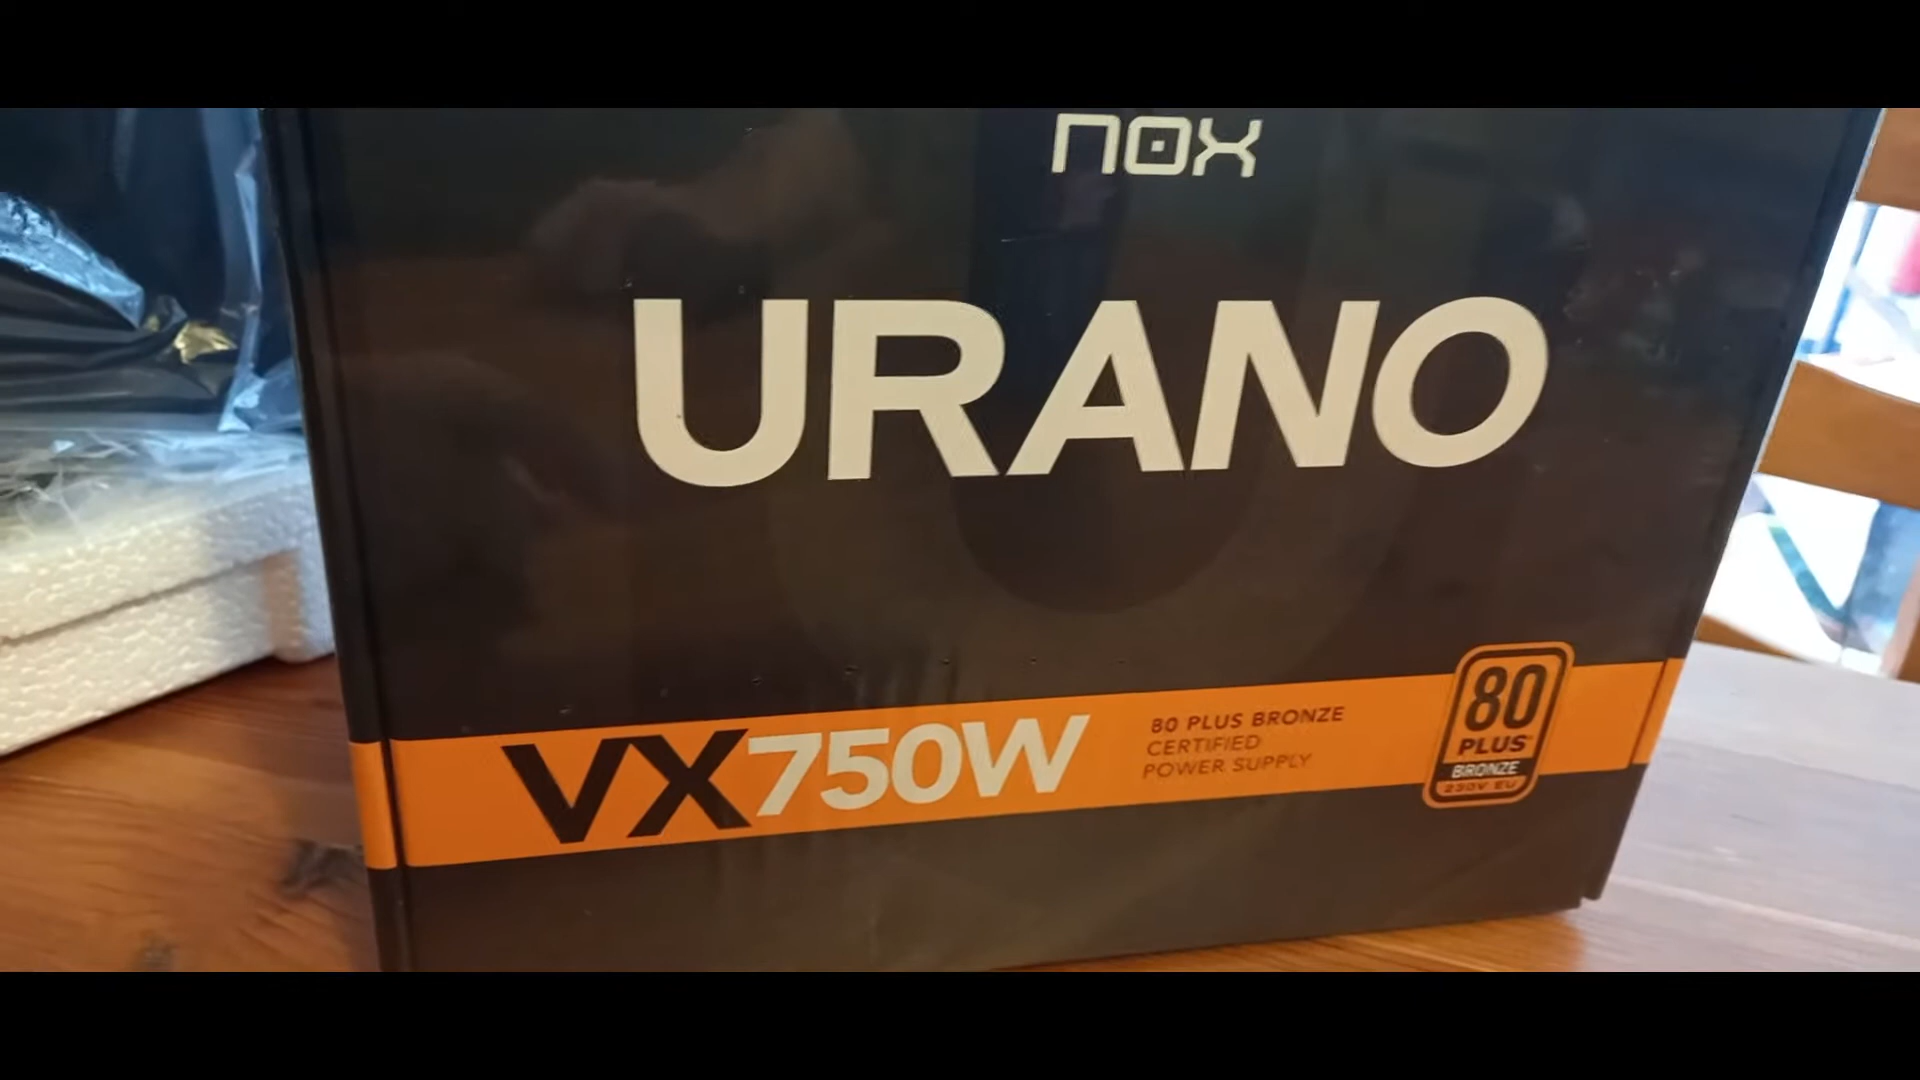 nox
URANO
VX750W
80 PLUS BRONZE
CERTIFIED
POWER SUPPLY
80
PLUS
BRONZE
230V EU